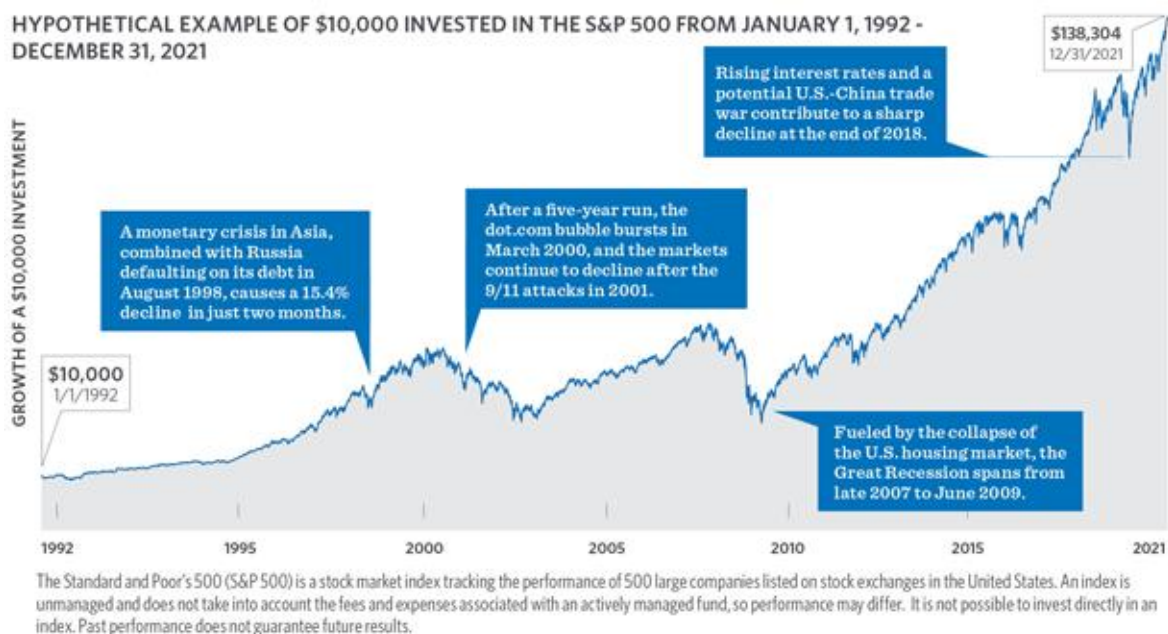 HYPOTHETICAL EXAMPLE OF $10,000 INVESTED IN THE S&P 500 FROM JANUARY 1, 1992 -
DECEMBER 31, 2021
$138,304
12/31/2021
Rising interest rates and a
potential U.S.-China trade
war contribute to a sharp
decline at the end of 2018.
GROWTH OF A $10,000 INVESTMENT
After a five-year run, the
dot.com bubble bursts in
March 2000, and the markets
continue to decline after the
9/11 attacks in 2001.
A monetary crisis in Asia,
combined with Russia
defaulting on its debt in
August 1998, causes a 15.4%
decline in just two months.
$10,000
1/1/1992
Fueled by the collapse of
the U.S. housing market, the
Great Recession spans from
late 2007 to June 2009.
1992 1995 2000 2005 2010 2015 2021
The Standard and Poor's 500 (S&P 500) is a stock market index tracking the performance of 500 large companies listed on stock exchanges in the United States. An index is
unmanaged and does not take into account the fees and expenses associated with an actively managed fund, so performance may differ. It is not possible to invest directly in an
index. Past performance does not guarantee future results.